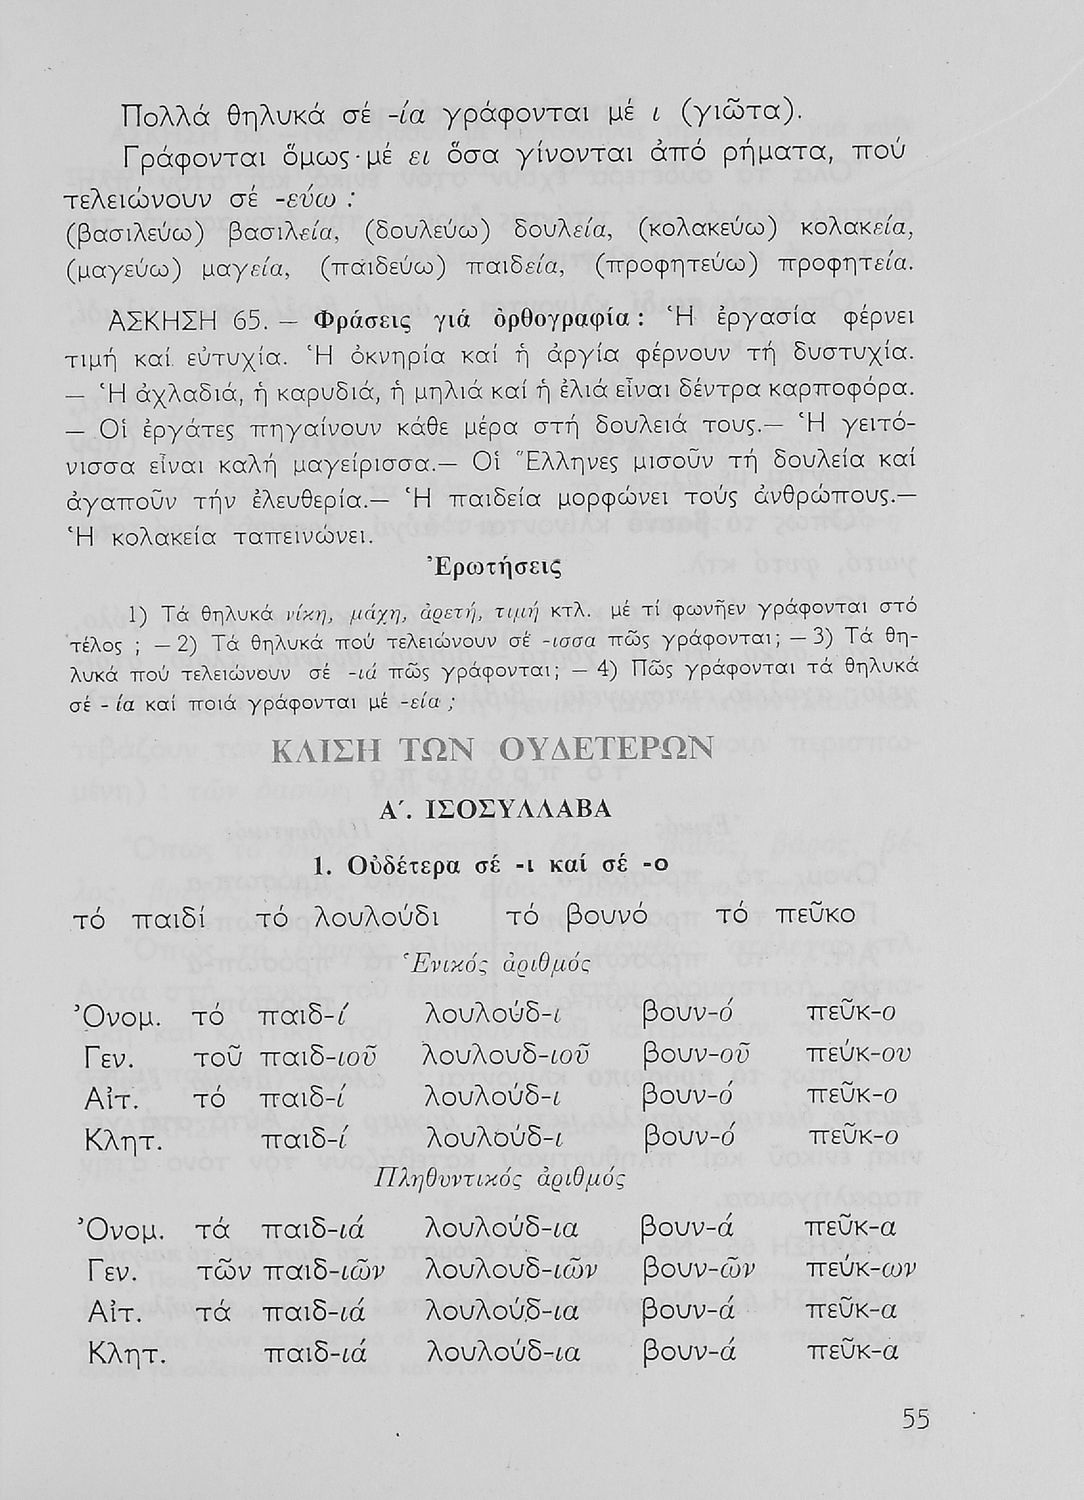 Πολλά θηλυκά σέ -ία γράφονται μέ ι (γιῶτα).
Γράφονται ὅμως μέ ει ὅσα γίνονται ἀπό ρήματα, πού
τελειώνουν σέ -εύω :
(βασιλεύω) βασιλεία, (δουλεύω) δουλεία, (κολακεύω) κολακεία,
(μαγεύω) μαγεία, (παιδεύω) παιδεία, (προφητεύω) προφητεία.
ΑΣΚΗΣΗ 65. — Φράσεις γιά ὀρθογραφία : Ἡ ἐργασία φέρνει
τιμή καί εὐτυχία. Ἡ ὀκνηρία καί ἡ ἀργία φέρνουν τή δυστυχία.
— Ἡ ἀχλαδιά, ἡ καρυδιά, ἡ μηλιά καί ἡ ἐλιά εἶναι δέντρα καρποφόρα.
— Οἱ ἐργάτες πηγαίνουν κάθε μέρα στή δουλειά τους.— Ἡ γειτό-
νισσα εἶναι καλή μαγείρισσα.— Οἱ Ἕλληνες μισοῦν τή δουλεία καί
ἀγαποῦν τήν ἐλευθερία.— Ἡ παιδεία μορφώνει τούς ἀνθρώπους.—
Ἡ κολακεία ταπεινώνει.
Ἐρωτήσεις
1) Τά θηλυκά νίκη, μάχη, ἀρετή, τιμή κτλ. μέ τί φωνῆεν γράφονται στό
τέλος ; — 2) Τά θηλυκά πού τελειώνουν σέ -ισσα πῶς γράφονται; — 3) Τά θη-
λυκά πού τελειώνουν σέ -ιά πῶς γράφονται; — 4) Πῶς γράφονται τά θηλυκά
σέ - ία καί ποιά γράφονται μέ -εία ;
ΚΛΙΣΗ ΤΩΝ ΟΥΔΕΤΕΡΩΝ
Α΄. ΙΣΟΣΥΛΛΑΒΑ
1. Οὐδέτερα σέ -ι καί σέ -ο
τό παιδί τό λουλούδι τό βουνό τό πεῦκο
Ἑνικός ἀριθμός
Ὀνομ. τό παιδ-ί λουλούδ-ι βουν-ό πεῦκ-ο
Γεν. τοῦ παιδ-ιοῦ λουλουδ-ιοῦ βουν-οῦ πεύκ-ου
Αἰτ. τό παιδ-ί λουλούδ-ι βουν-ό πεῦκ-ο
Κλητ. παιδ-ί λουλούδ-ι βουν-ό πεῦκ-ο
Πληθυντικός ἀριθμός
Ὀνομ. τά παιδ-ιά λουλούδ-ια βουν-ά πεῦκ-α
Γεν. τῶν παιδ-ιῶν λουλουδ-ιῶν βουν-ῶν πεύκ-ων
Αἰτ. τά παιδ-ιά λουλούδ-ια βουν-ά πεῦκ-α
Κλητ. παιδ-ιά λουλούδ-ια βουν-ά πεῦκ-α
55